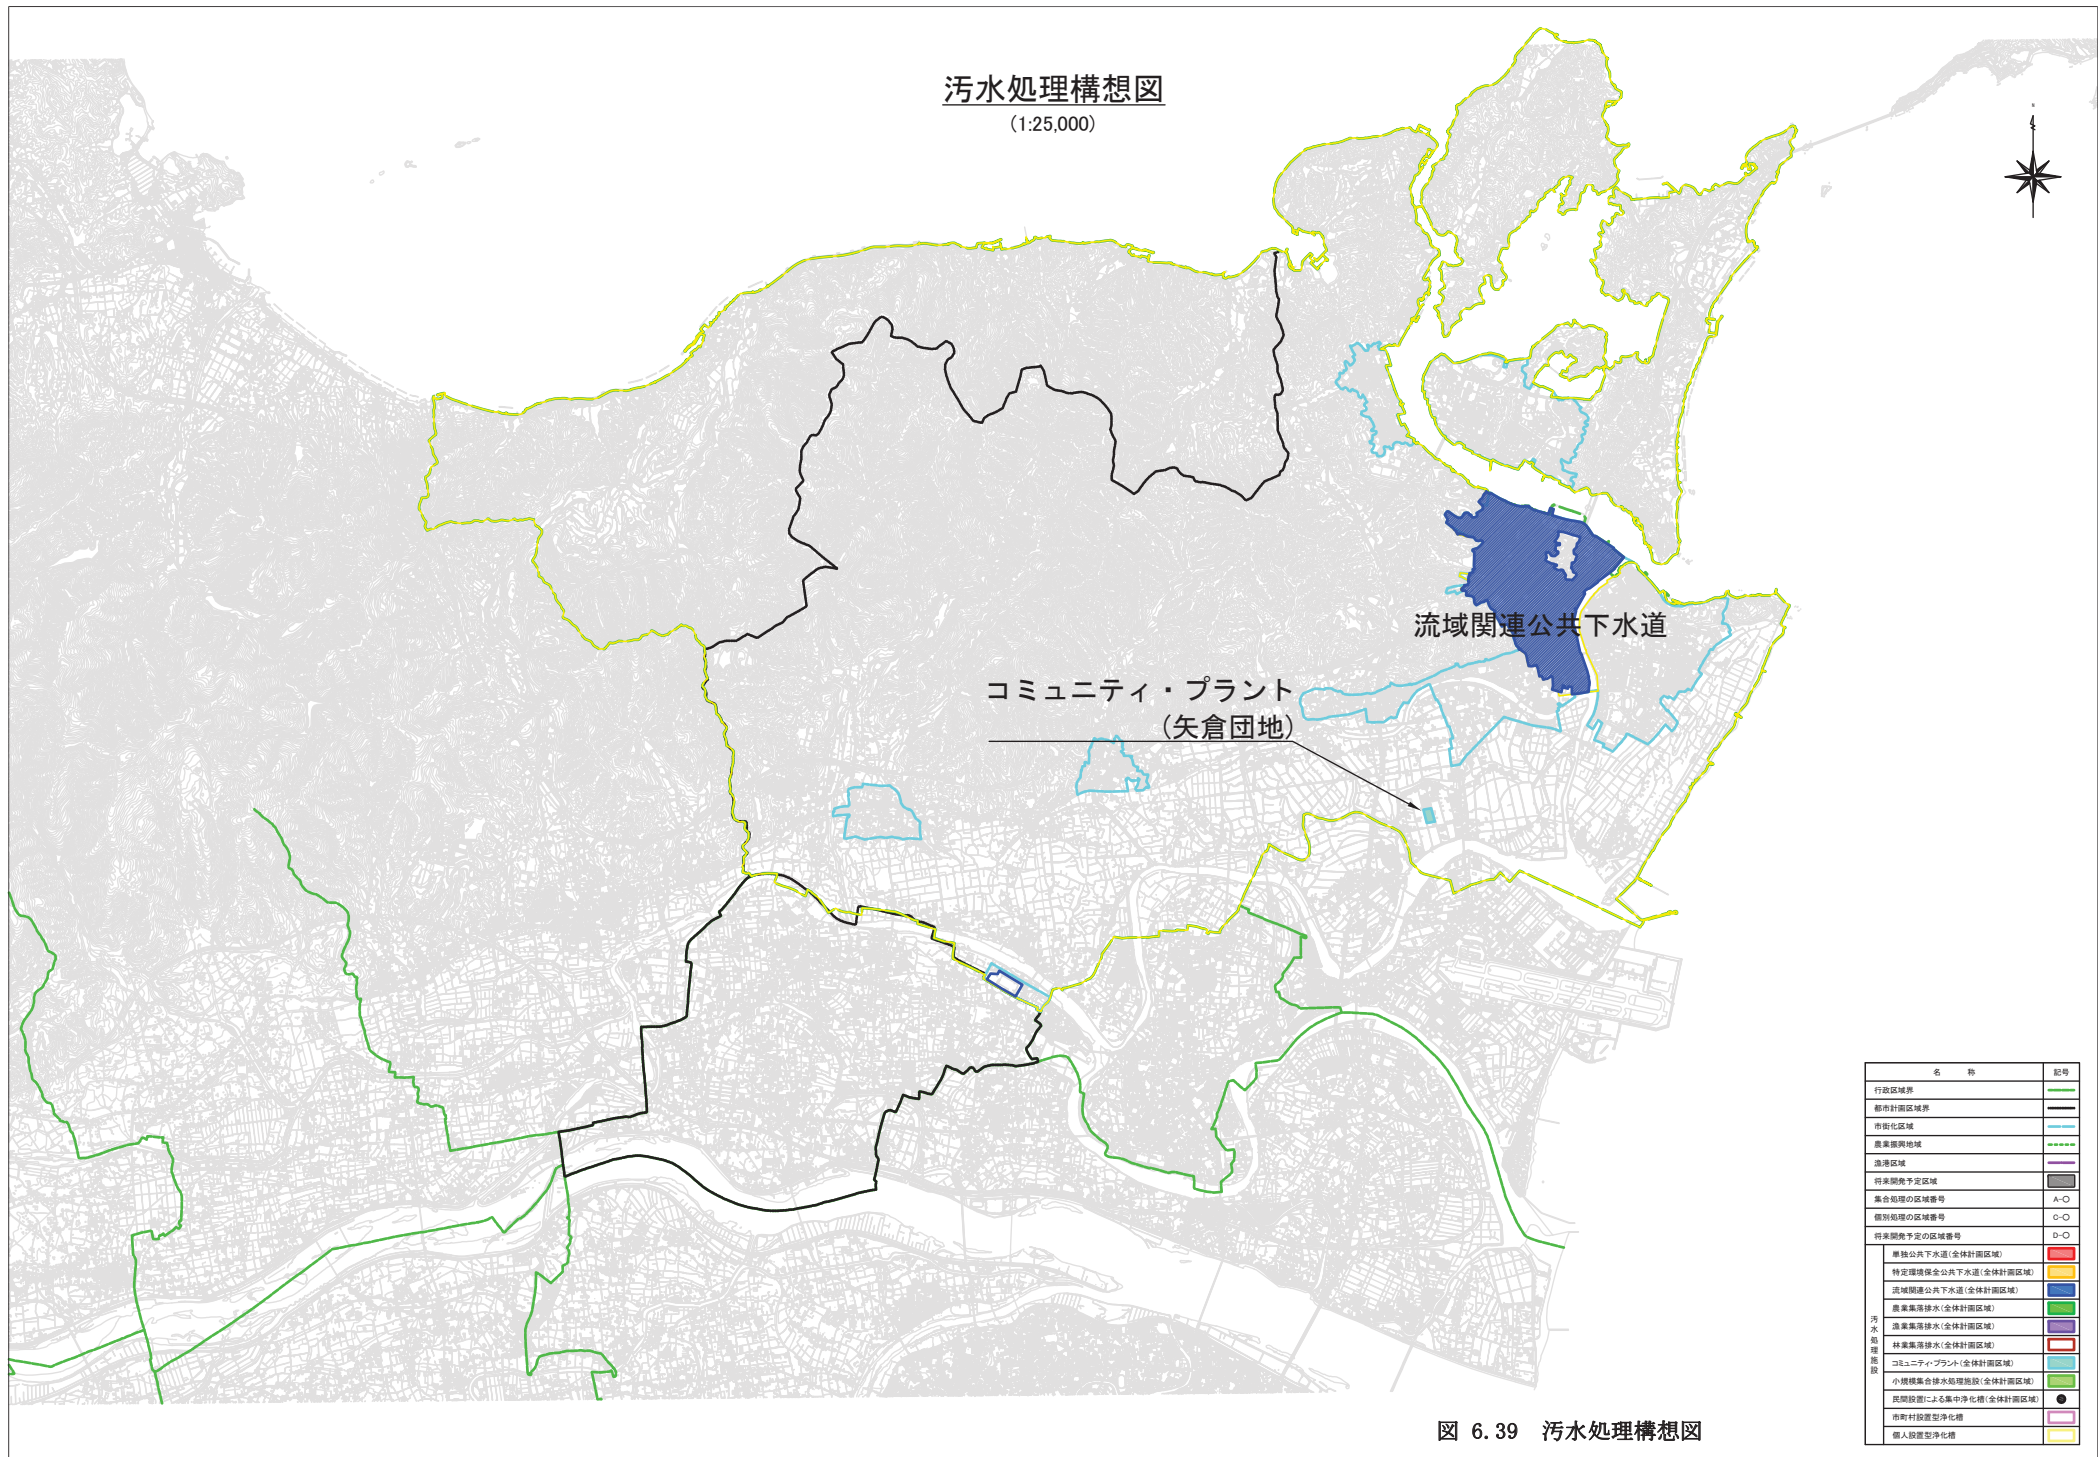 汚水処理構想図
(1:25,000)
流域関連公共下水道
コミュニティ・プラント
(矢倉団地)
名 称 記号
行政区域界
都市計画区域界
市街化区域
農業振興地域
漁港区域
将来開発予定区域
集合処理の区域番号 A-○
個別処理の区域番号 C-○
将来開発予定の区域番号 D-○
汚水処理施設
単独公共下水道(全体計画区域)
特定環境保全公共下水道(全体計画区域)
流域関連公共下水道(全体計画区域)
農業集落排水(全体計画区域)
漁業集落排水(全体計画区域)
林業集落排水(全体計画区域)
コミュニティ・プラント(全体計画区域)
小規模集合排水処理施設(全体計画区域)
民間設置による集中浄化槽(全体計画区域)
市町村設置型浄化槽
個人設置型浄化槽
図 6.39 汚水処理構想図